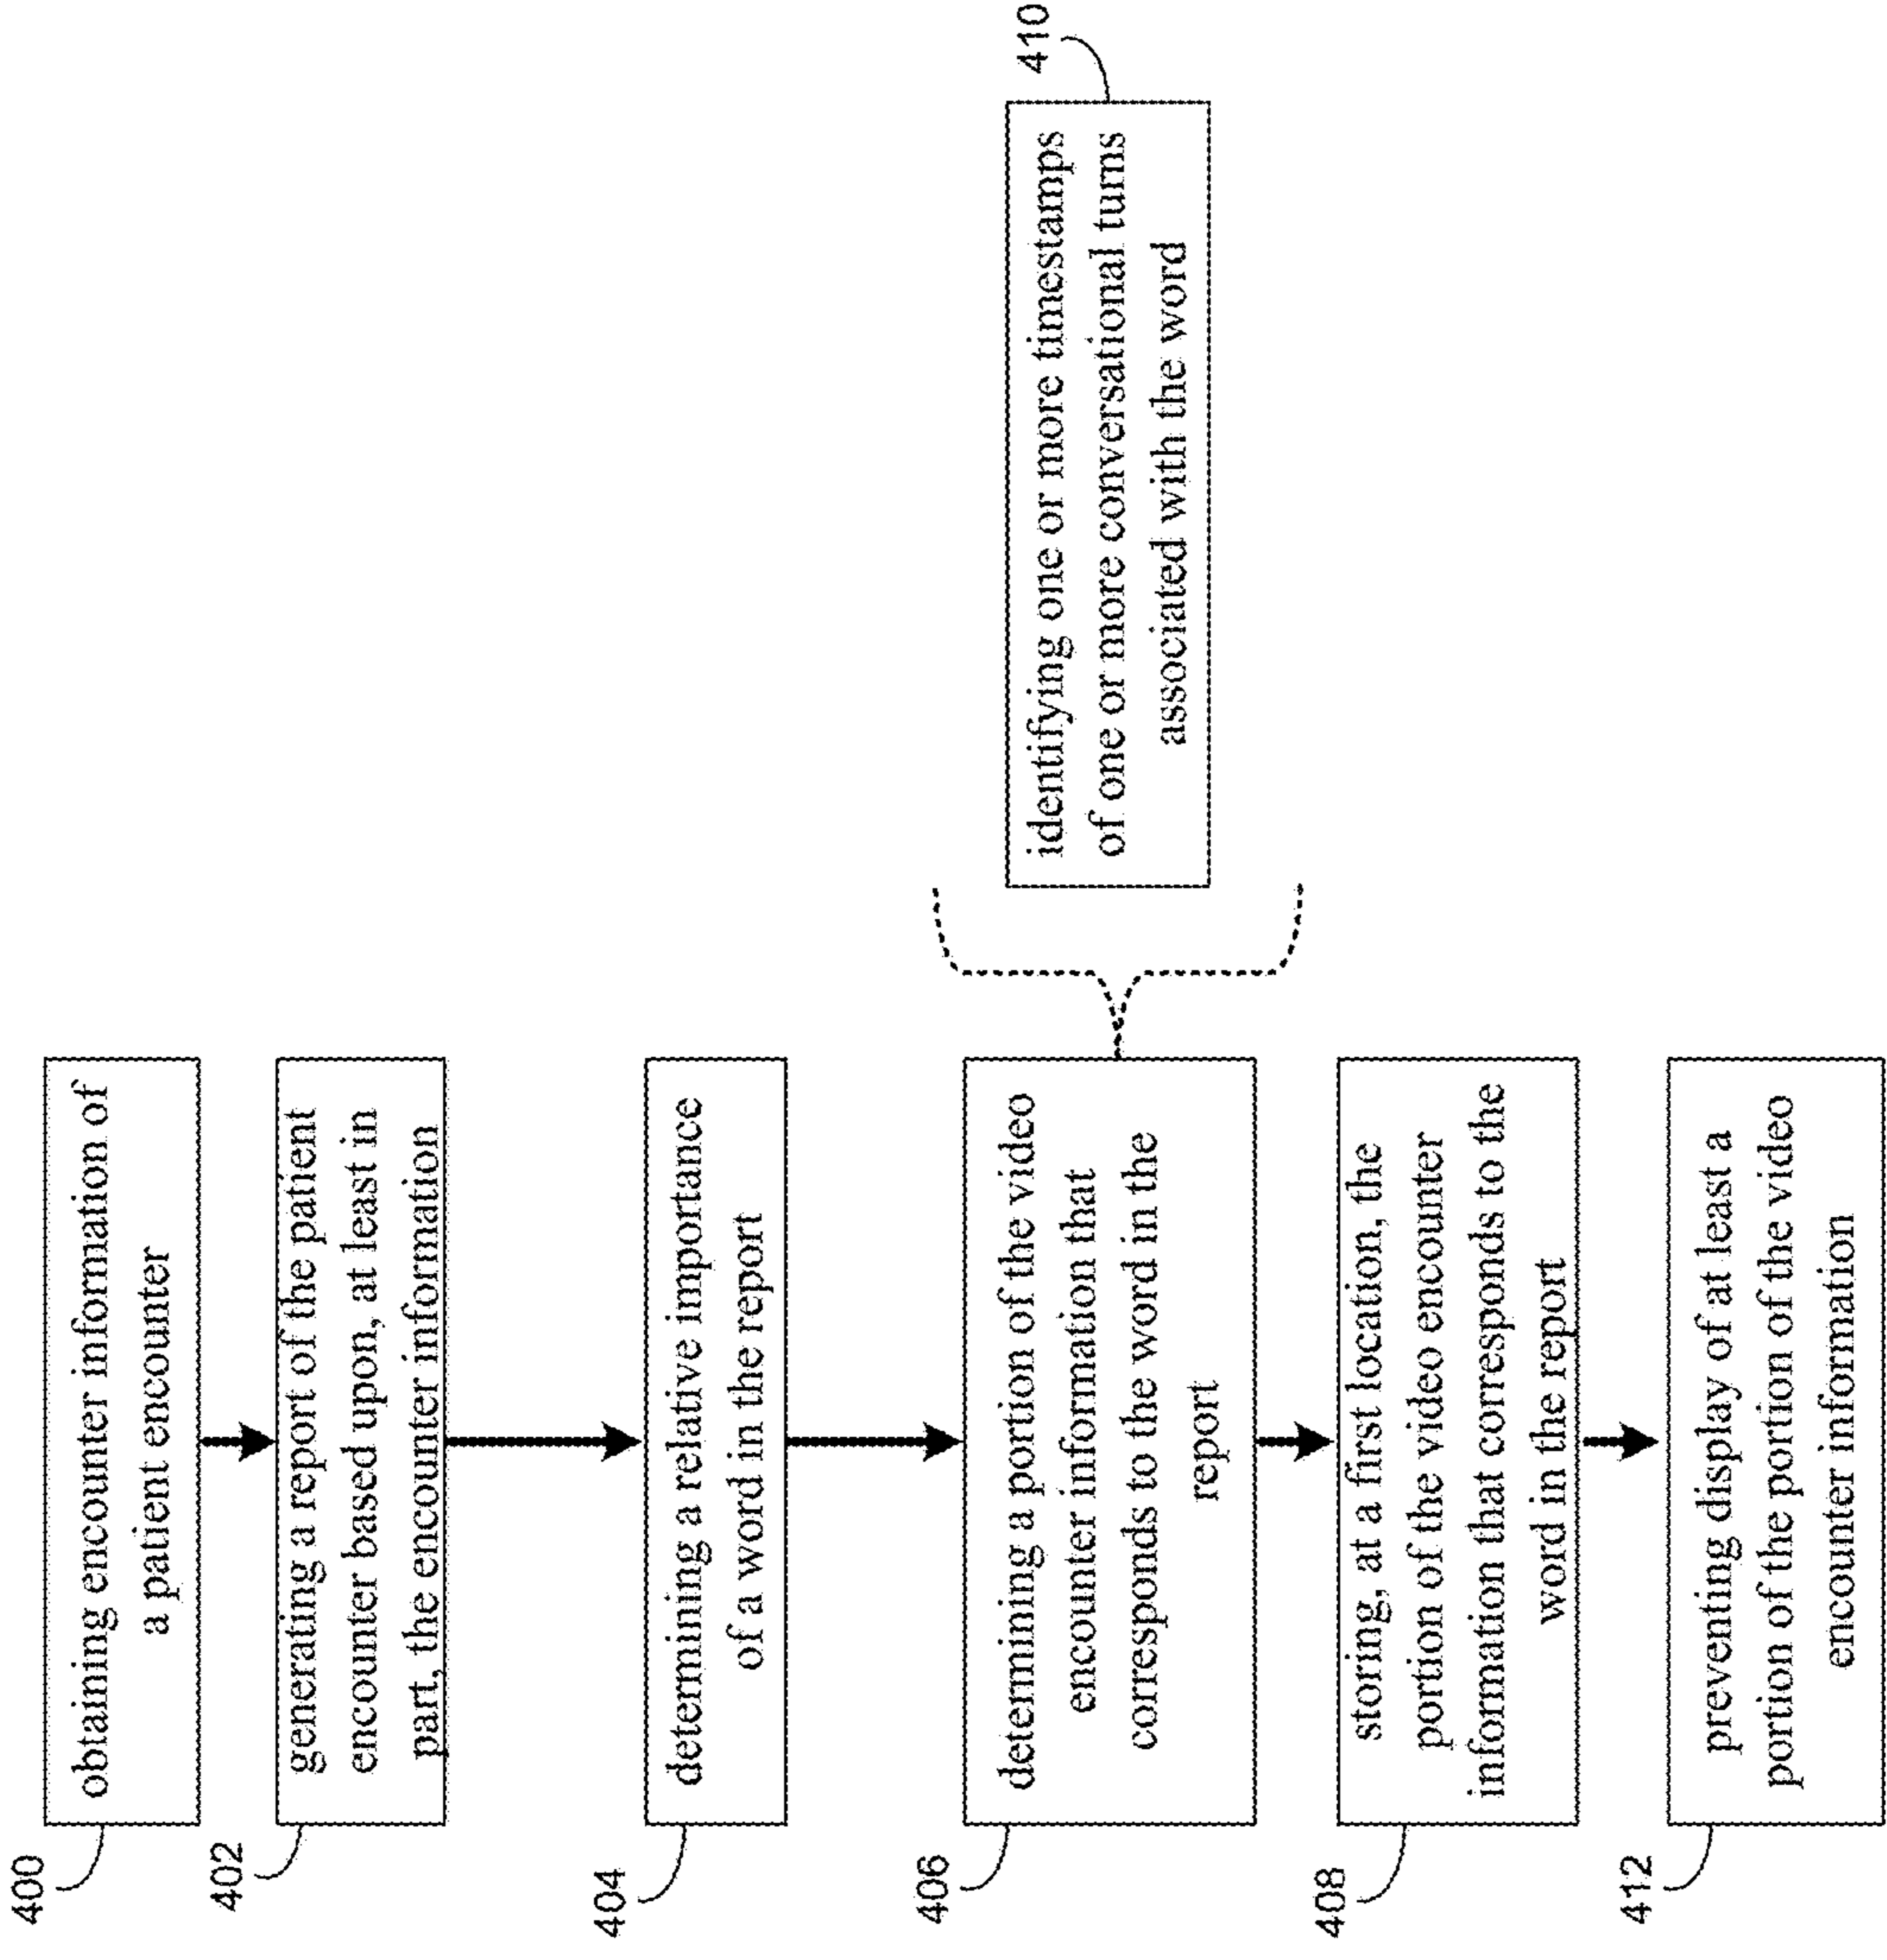 400
obtaining encounter information of
a patient encounter
402
generating a report of the patient
encounter based upon, at least in
part, the encounter information
404
determining a relative importance
of a word in the report
406
determining a portion of the video
encounter information that
corresponds to the word in the
report
410
identifying one or more timestamps
of one or more conversational turns
associated with the word
408
storing, at a first location, the
portion of the video encounter
information that corresponds to the
word in the report
412
preventing display of at least a
portion of the portion of the video
encounter information